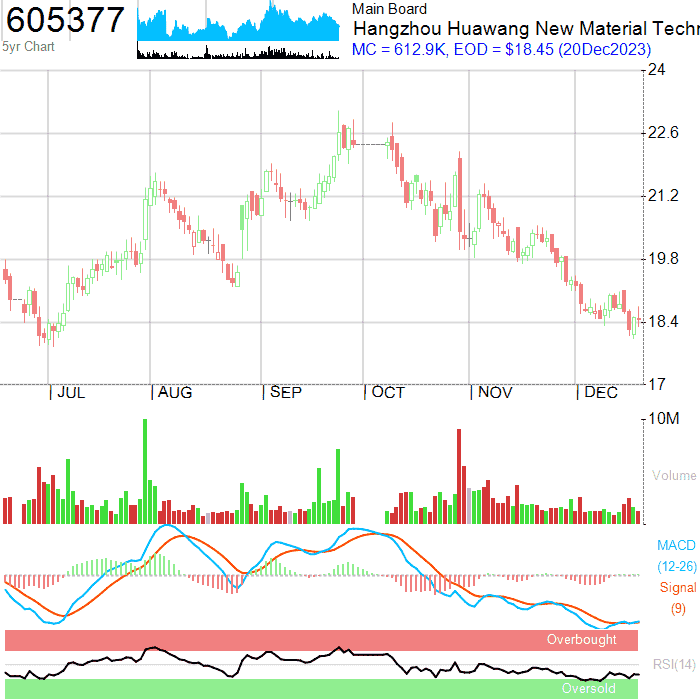 605377
5yr Chart
Main Board
Hangzhou Huawang New Material Techn
MC = 612.9K, EOD = $18.45 (20Dec2023)
24
22.6
21.2
19.8
18.4
17
JUL
AUG
SEP
OCT
NOV
DEC
10M
Volume
MACD
(12-26)
Signal
(9)
Overbought
RSI(14)
Oversold